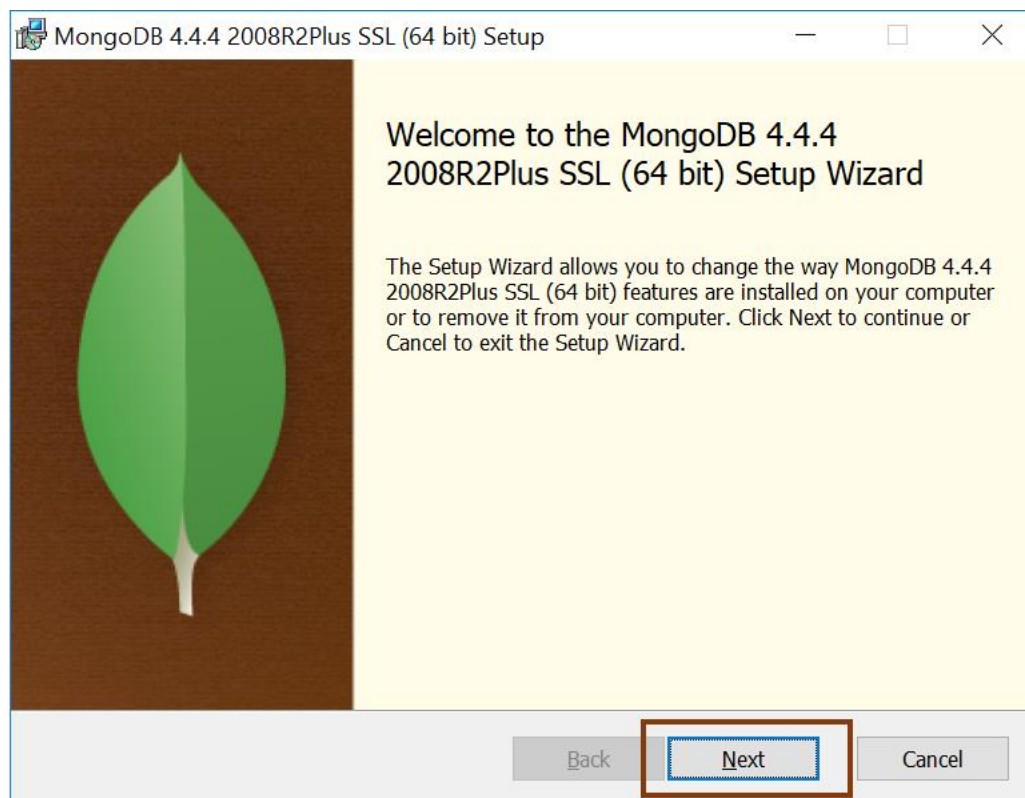 MongoDB 4.4.4 2008R2Plus SSL (64 bit) Setup
Welcome to the MongoDB 4.4.4
2008R2Plus SSL (64 bit) Setup Wizard
The Setup Wizard allows you to change the way MongoDB 4.4.4
2008R2Plus SSL (64 bit) features are installed on your computer
or to remove it from your computer. Click Next to continue or
Cancel to exit the Setup Wizard.
Back
Next
Cancel